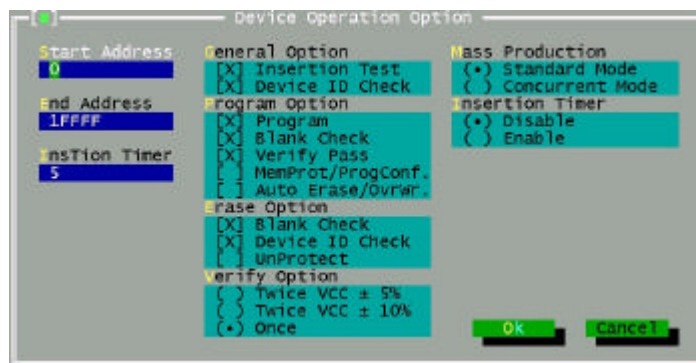 Device Operation Option
Start Address
0
End Address
1FFFF
InsTion Timer
5
General Option
[X] Insertion Test
[X] Device ID Check
Program Option
[X] Program
[X] Blank Check
[X] Verify Pass
[ ] MemProt/ProgConf.
[ ] Auto Erase/OvrWr.
Erase Option
[X] Blank Check
[X] Device ID Check
[ ] UnProtect
Verify Option
( ) Twice VCC ± 5%
( ) Twice VCC ± 10%
(•) Once
Mass Production
(•) Standard Mode
( ) Concurrent Mode
Insertion Timer
(•) Disable
( ) Enable
Ok
Cancel